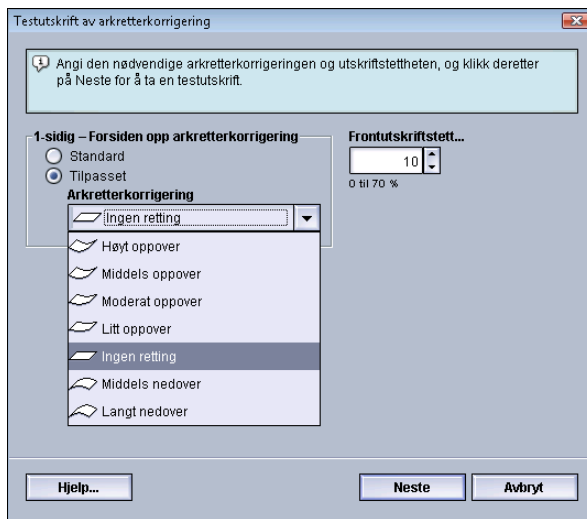 Testutskrift av arkretterkorrigering
Angi den nødvendige arkretterkorrigeringen og utskriftstettheten, og klikk deretter
på Neste for å ta en testutskrift.
1-sidig – Forsiden opp arkretterkorrigering
Standard
Tilpasset
Arkretterkorrigering
Ingen retting
Høyt oppover
Middels oppover
Moderat oppover
Litt oppover
Ingen retting
Middels nedover
Langt nedover
Frontutskriftstett...
10
0 til 70 %
Hjelp...
Neste
Avbryt